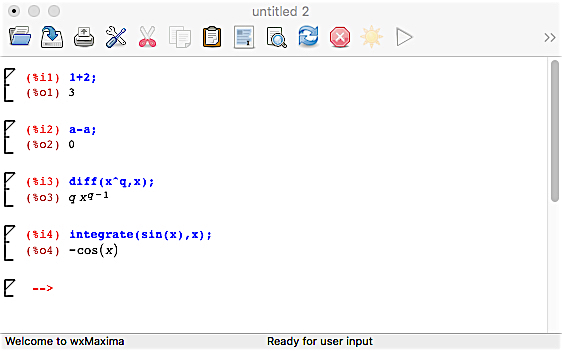 untitled 2
(%i1) 1+2;
(%o1) 3
(%i2) a-a;
(%o2) 0
(%i3) diff(x^q,x);
(%o3) q x^q-1
(%i4) integrate(sin(x),x);
(%o4) -cos(x)
-->
Welcome to wxMaxima Ready for user input